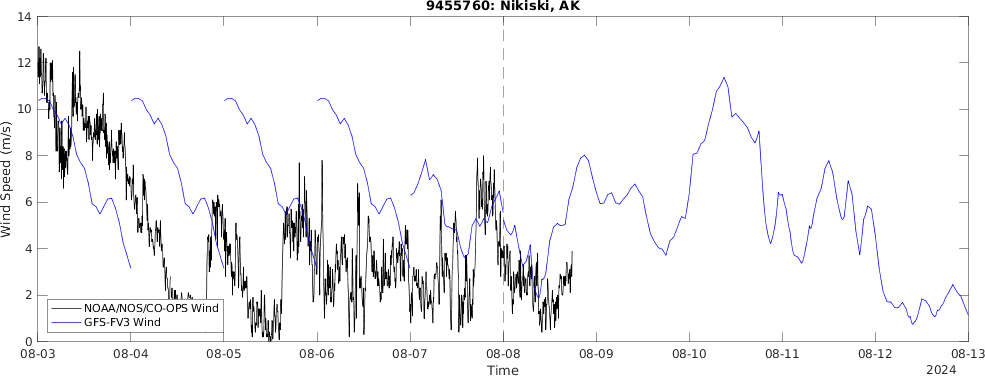 9455760: Nikiski, AK
Wind Speed (m/s)
14
12
10
8
6
4
2
0
NOAA/NOS/CO-OPS Wind
GFS-FV3 Wind
08-03 08-04 08-05 08-06 08-07 08-08 08-09 08-10 08-11 08-12 08-13
Time
2024